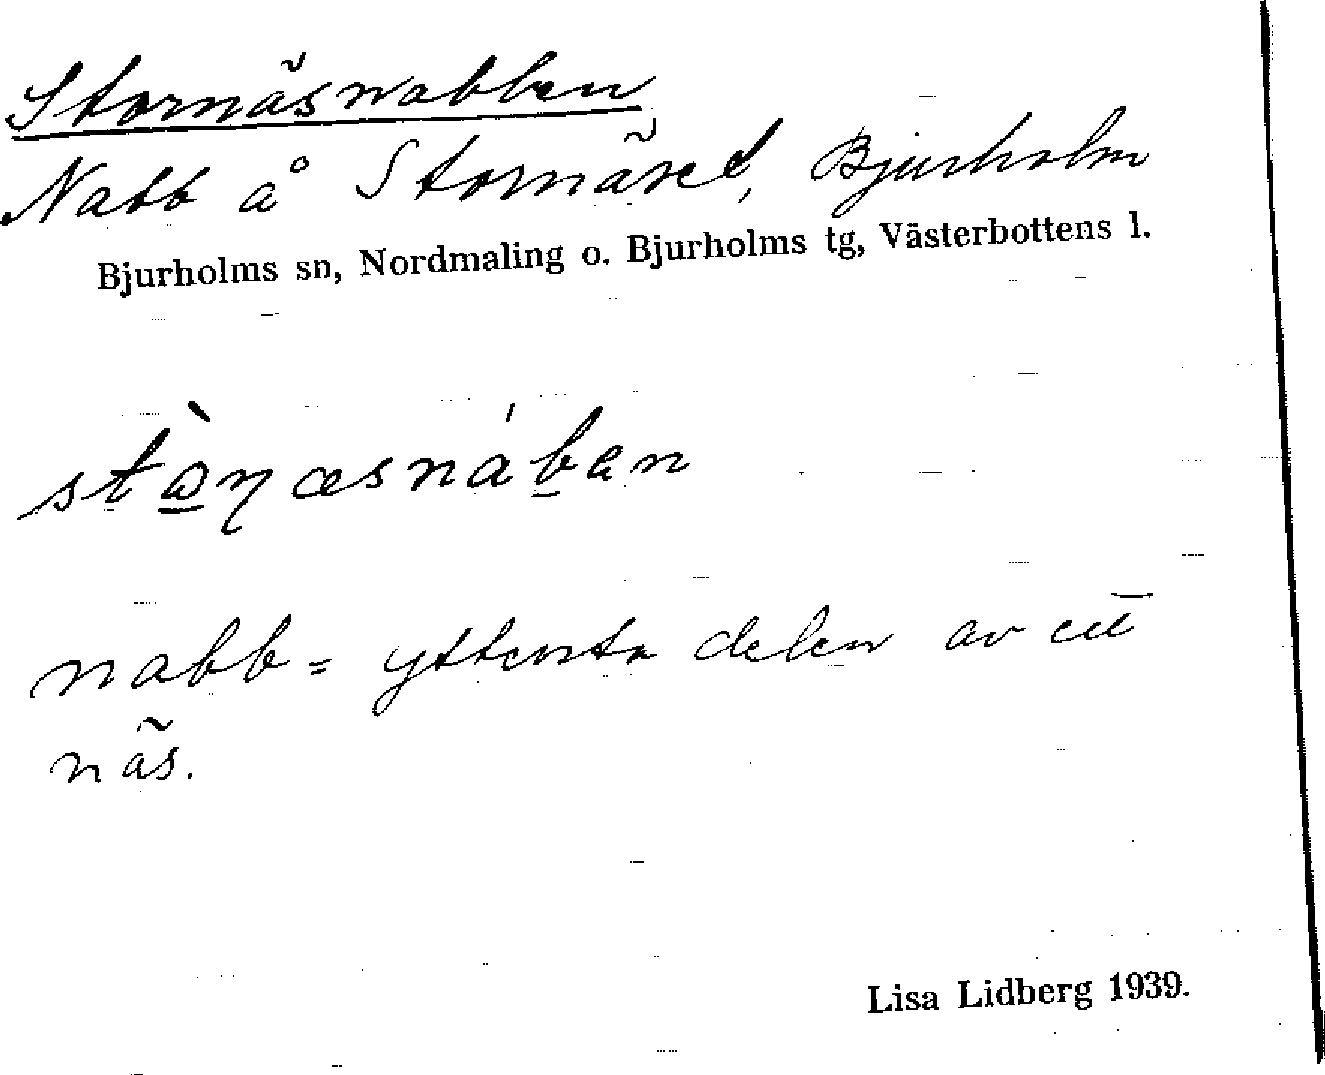 Stornäsnabben
Nabb å Stornäset, Bjurholm
Bjurholms sn, Nordmaling o. Bjurholms tg, Västerbottens l.
nabb = yttersta delen av ett
näs.
Lisa Lidberg 1939.